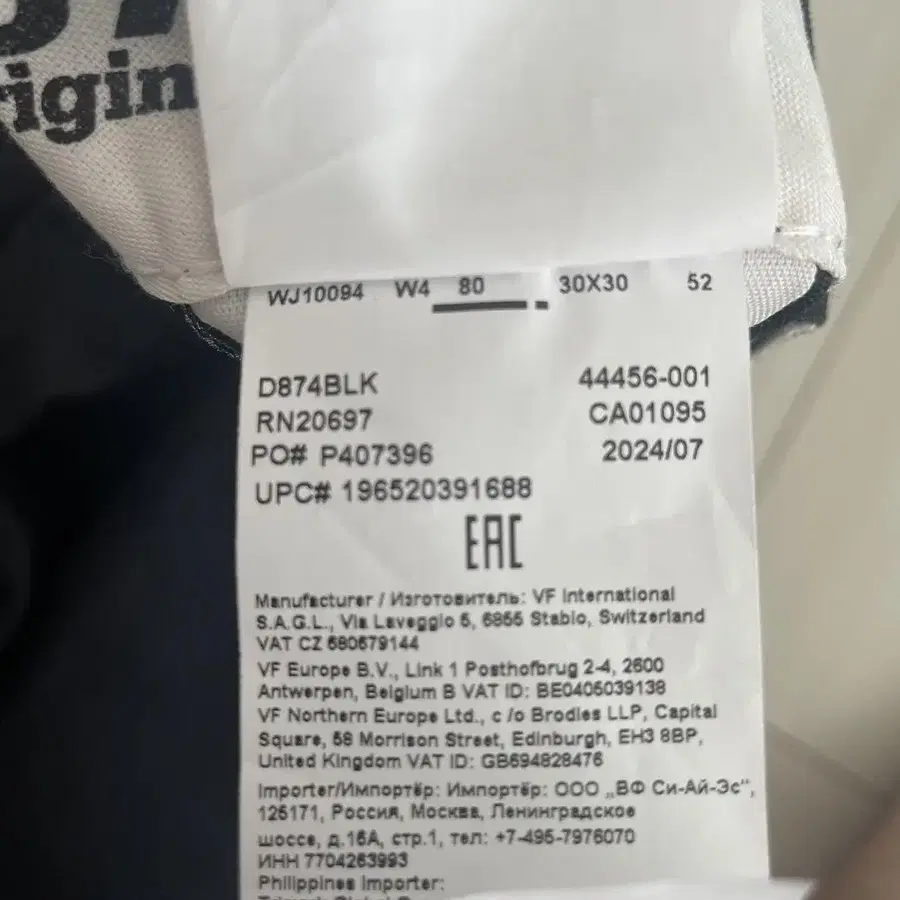 igin
WJ10094 W4 80 30X30 52
D874BLK 44456-001
RN20697 CA01095
PO# P407396 2024/07
UPC# 196520391688
EAC
Manufacturer / Изготовитель: VF International
S.A.G.L., Via Laveggio 5, 6855 Stabio, Switzerland
VAT CZ 680679144
VF Europe B.V., Link 1 Posthofbrug 2-4, 2600
Antwerpen, Belgium B VAT ID: BE0405039138
VF Northern Europe Ltd., c/o Brodies LLP, Capital
Square, 58 Morrison Street, Edinburgh, EH3 8BP,
United Kingdom VAT ID: GB694828476
Importer/Импортёр: Импортёр: ООО „ВФ Си-Ай-Эс“,
125171, Россия, Москва, Ленинградское
шоссе, д.16А, стр.1, тел: +7-495-7976070
ИНН 7704263993
Philippines Importer: